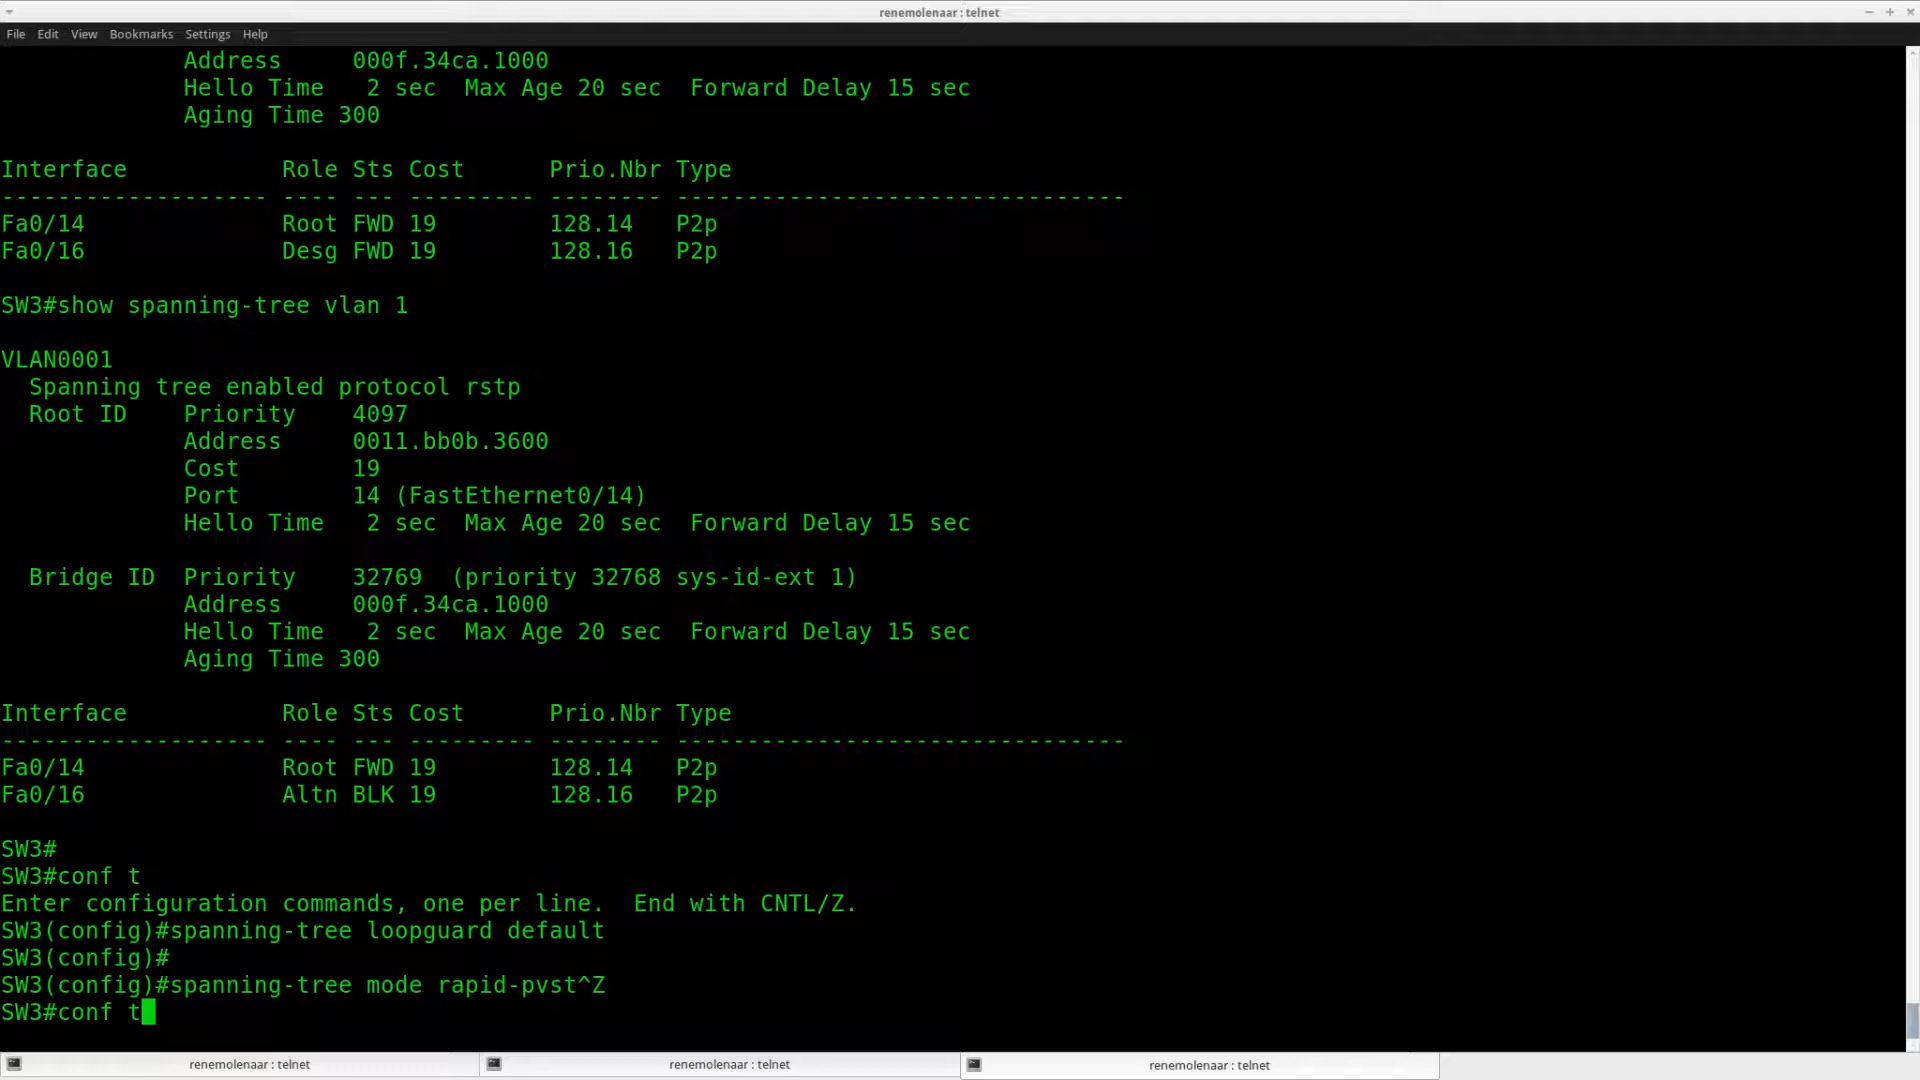 renemolenaar : telnet
File Edit View Bookmarks Settings Help
             Address     000f.34ca.1000
             Hello Time   2 sec  Max Age 20 sec  Forward Delay 15 sec
             Aging Time 300

Interface           Role Sts Cost      Prio.Nbr Type
------------------- ---- --- --------- -------- --------------------------------
Fa0/14              Root FWD 19        128.14   P2p
Fa0/16              Desg FWD 19        128.16   P2p

SW3#show spanning-tree vlan 1

VLAN0001
  Spanning tree enabled protocol rstp
  Root ID    Priority    4097
             Address     0011.bb0b.3600
             Cost        19
             Port        14 (FastEthernet0/14)
             Hello Time   2 sec  Max Age 20 sec  Forward Delay 15 sec

  Bridge ID  Priority    32769  (priority 32768 sys-id-ext 1)
             Address     000f.34ca.1000
             Hello Time   2 sec  Max Age 20 sec  Forward Delay 15 sec
             Aging Time 300

Interface           Role Sts Cost      Prio.Nbr Type
------------------- ---- --- --------- -------- --------------------------------
Fa0/14              Root FWD 19        128.14   P2p
Fa0/16              Altn BLK 19        128.16   P2p

SW3#
SW3#conf t
Enter configuration commands, one per line.  End with CNTL/Z.
SW3(config)#spanning-tree loopguard default
SW3(config)#
SW3(config)#spanning-tree mode rapid-pvst^Z
SW3#conf t
renemolenaar : telnet renemolenaar : telnet renemolenaar : telnet